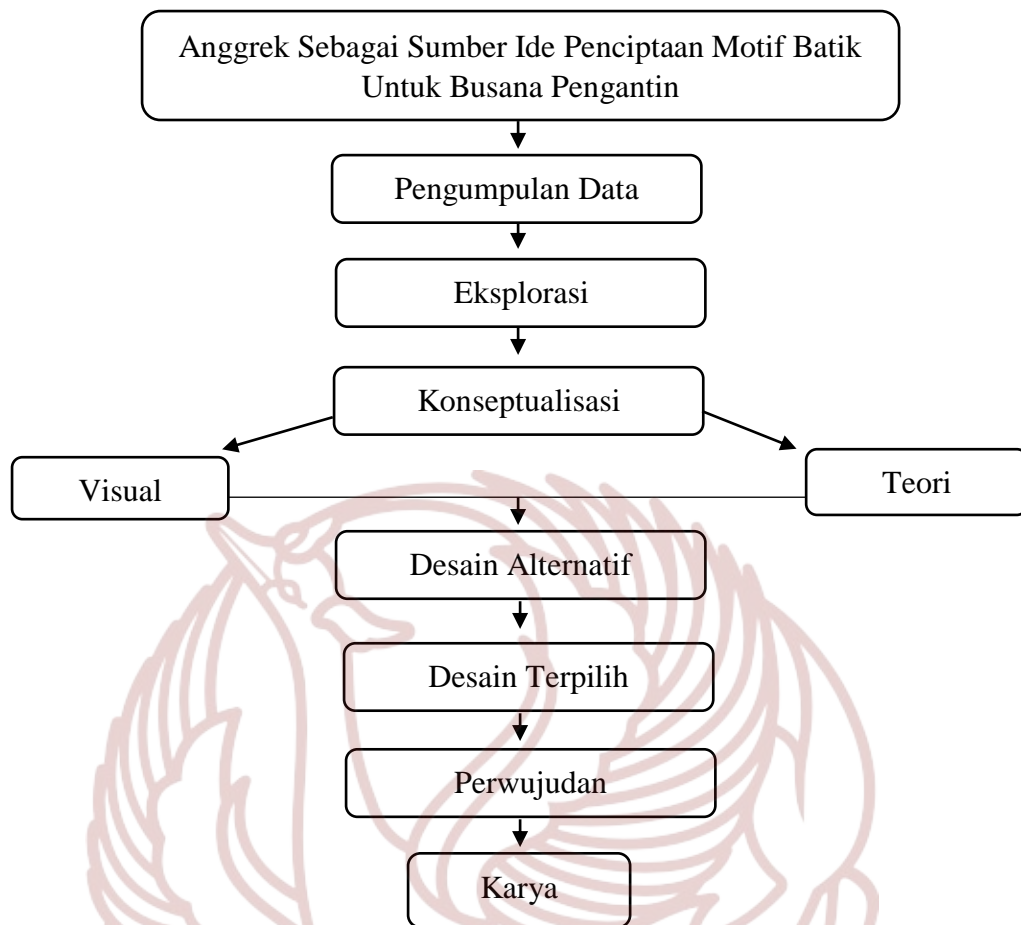 Anggrek Sebagai Sumber Ide Penciptaan Motif Batik
Untuk Busana Pengantin
Pengumpulan Data
Eksplorasi
Konseptualisasi
Visual
Teori
Desain Alternatif
Desain Terpilih
Perwujudan
Karya